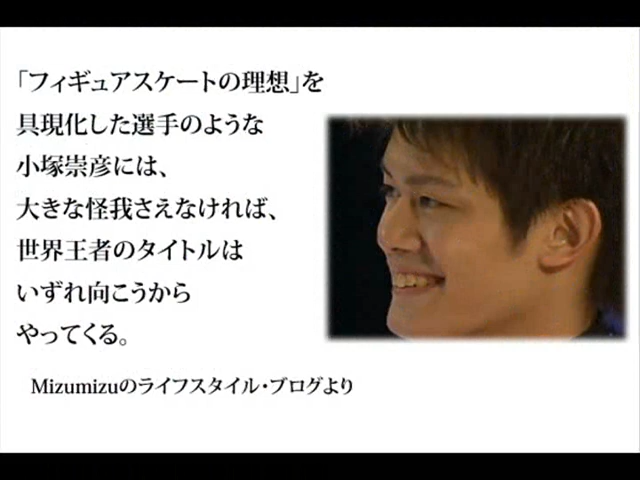 「フィギュアスケートの理想」を
具現化した選手のような
小塚崇彦には、
大きな怪我さえなければ、
世界王者のタイトルは
いずれ向こうから
やってくる。
Mizumizuのライフスタイル・ブログより